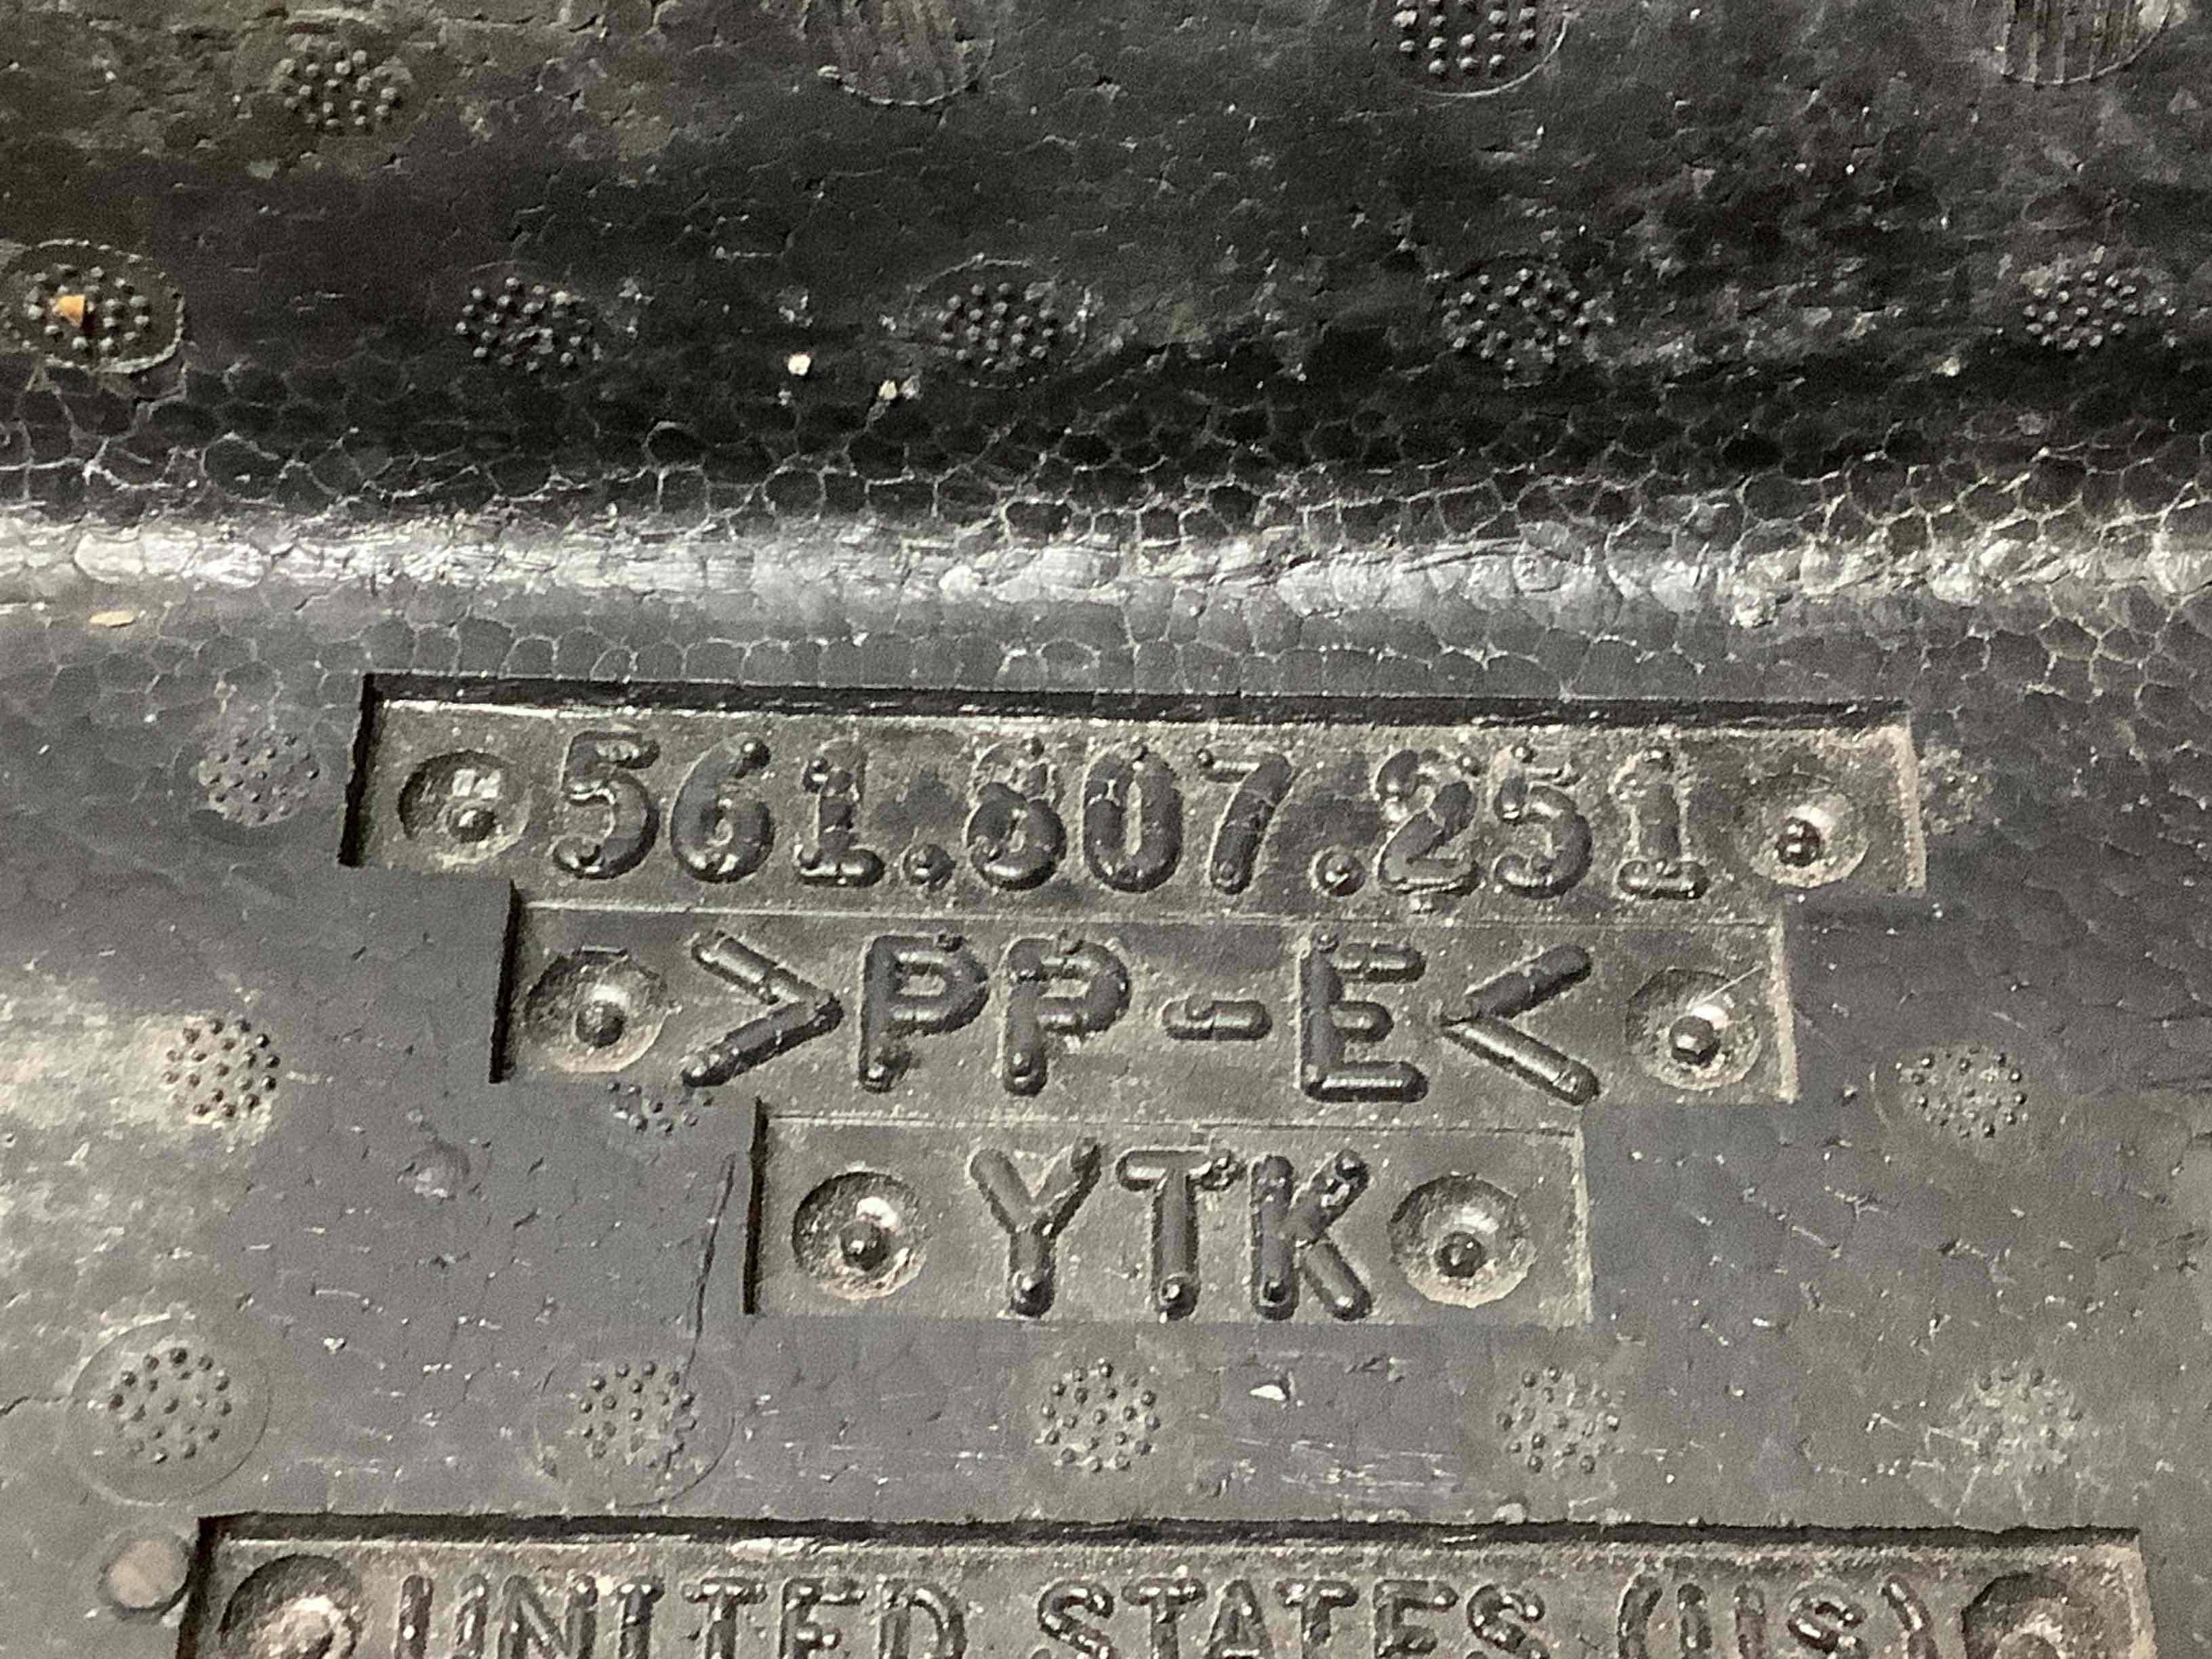 561.807.251
>PP-E<
YTK
UNITED STATES (US)